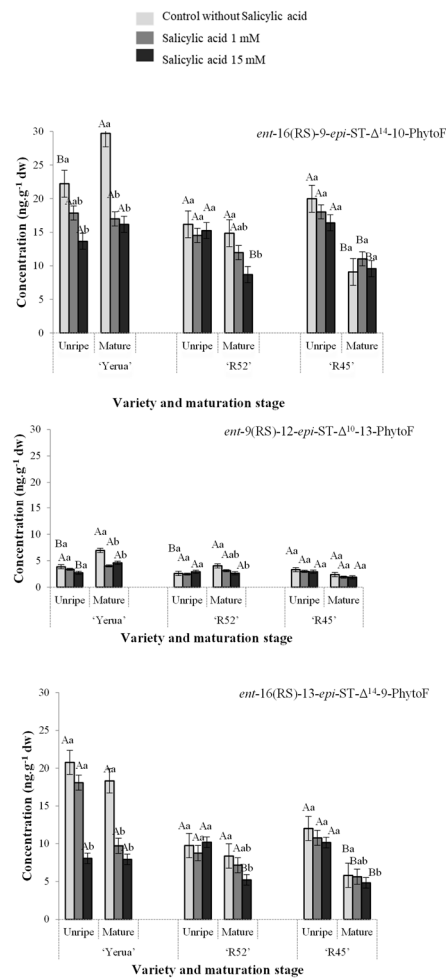 Control without Salicylic acid
Salicylic acid 1 mM
Salicylic acid 15 mM
ent-16(RS)-9-epi-ST-Δ¹⁴-10-PhytoF
Concentration (ng.g⁻¹ dw)
30
25
20
15
10
5
0
Ba Aab Ab Aa Ab Ab Aa Aa Aa Aa Aab Bb Aa Aa Aa Ba Ba Ba
Unripe Mature Unripe Mature Unripe Mature
‘Yerua’ ‘R52’ ‘R45’
Variety and maturation stage
ent-9(RS)-12-epi-ST-Δ¹⁰-13-PhytoF
Concentration (ng.g⁻¹ dw)
30
25
20
15
10
5
0
Ba Aa Ba Aa Ab Ab Ba Aa Aa Aa Aab Ab Aa Aa Aa Aa Aa Aa
Unripe Mature Unripe Mature Unripe Mature
‘Yerua’ ‘R52’ ‘R45’
Variety and maturation stage
ent-16(RS)-13-epi-ST-Δ¹⁴-9-PhytoF
Concentration (ng.g⁻¹ dw)
30
25
20
15
10
5
0
Aa Aa Ab Aa Ab Ab Aa Aa Aa Aa Aab Bb Aa Aa Aa Ba Bab Bb
Unripe Mature Unripe Mature Unripe Mature
‘Yerua’ ‘R52’ ‘R45’
Variety and maturation stage